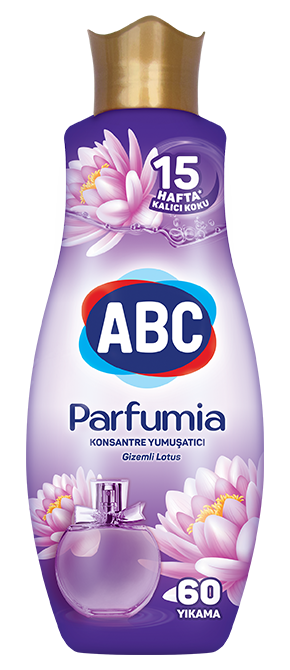 15
HAFTA*
KALICI KOKU
ABC
Parfumia
KONSANTRE YUMUŞATICI
Gizemli Lotus
60
YIKAMA